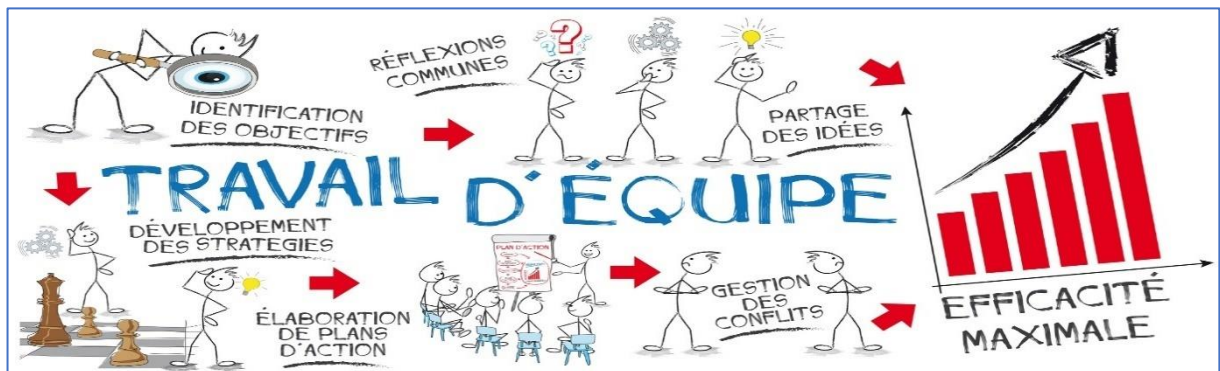 IDENTIFICATION
DES OBJECTIFS
RÉFLEXIONS
COMMUNES
???
PARTAGE
DES IDÉES
TRAVAIL D'ÉQUIPE
DÉVELOPPEMENT
DES STRATEGIES
ÉLABORATION
DE PLANS
D'ACTION
PLAN D'ACTION
GESTION
DES
CONFLITS
EFFICACITÉ
MAXIMALE